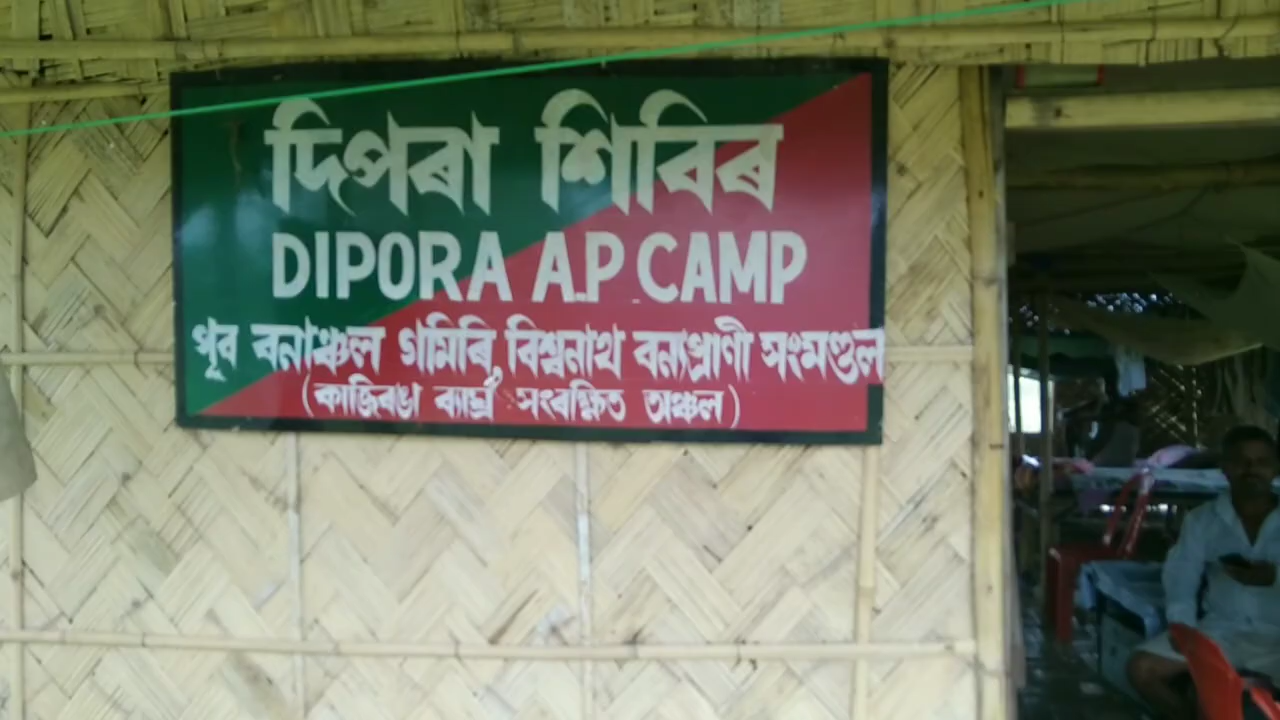 দিপৰা শিবিৰ
DIPORA A.P CAMP
পূব বনাঞ্চল গমিৰি, বিশ্বনাথ বন্যপ্ৰাণী সংমণ্ডল
(কাজিৰঙা ব্যাঘ্ৰ সংৰক্ষিত অঞ্চল)